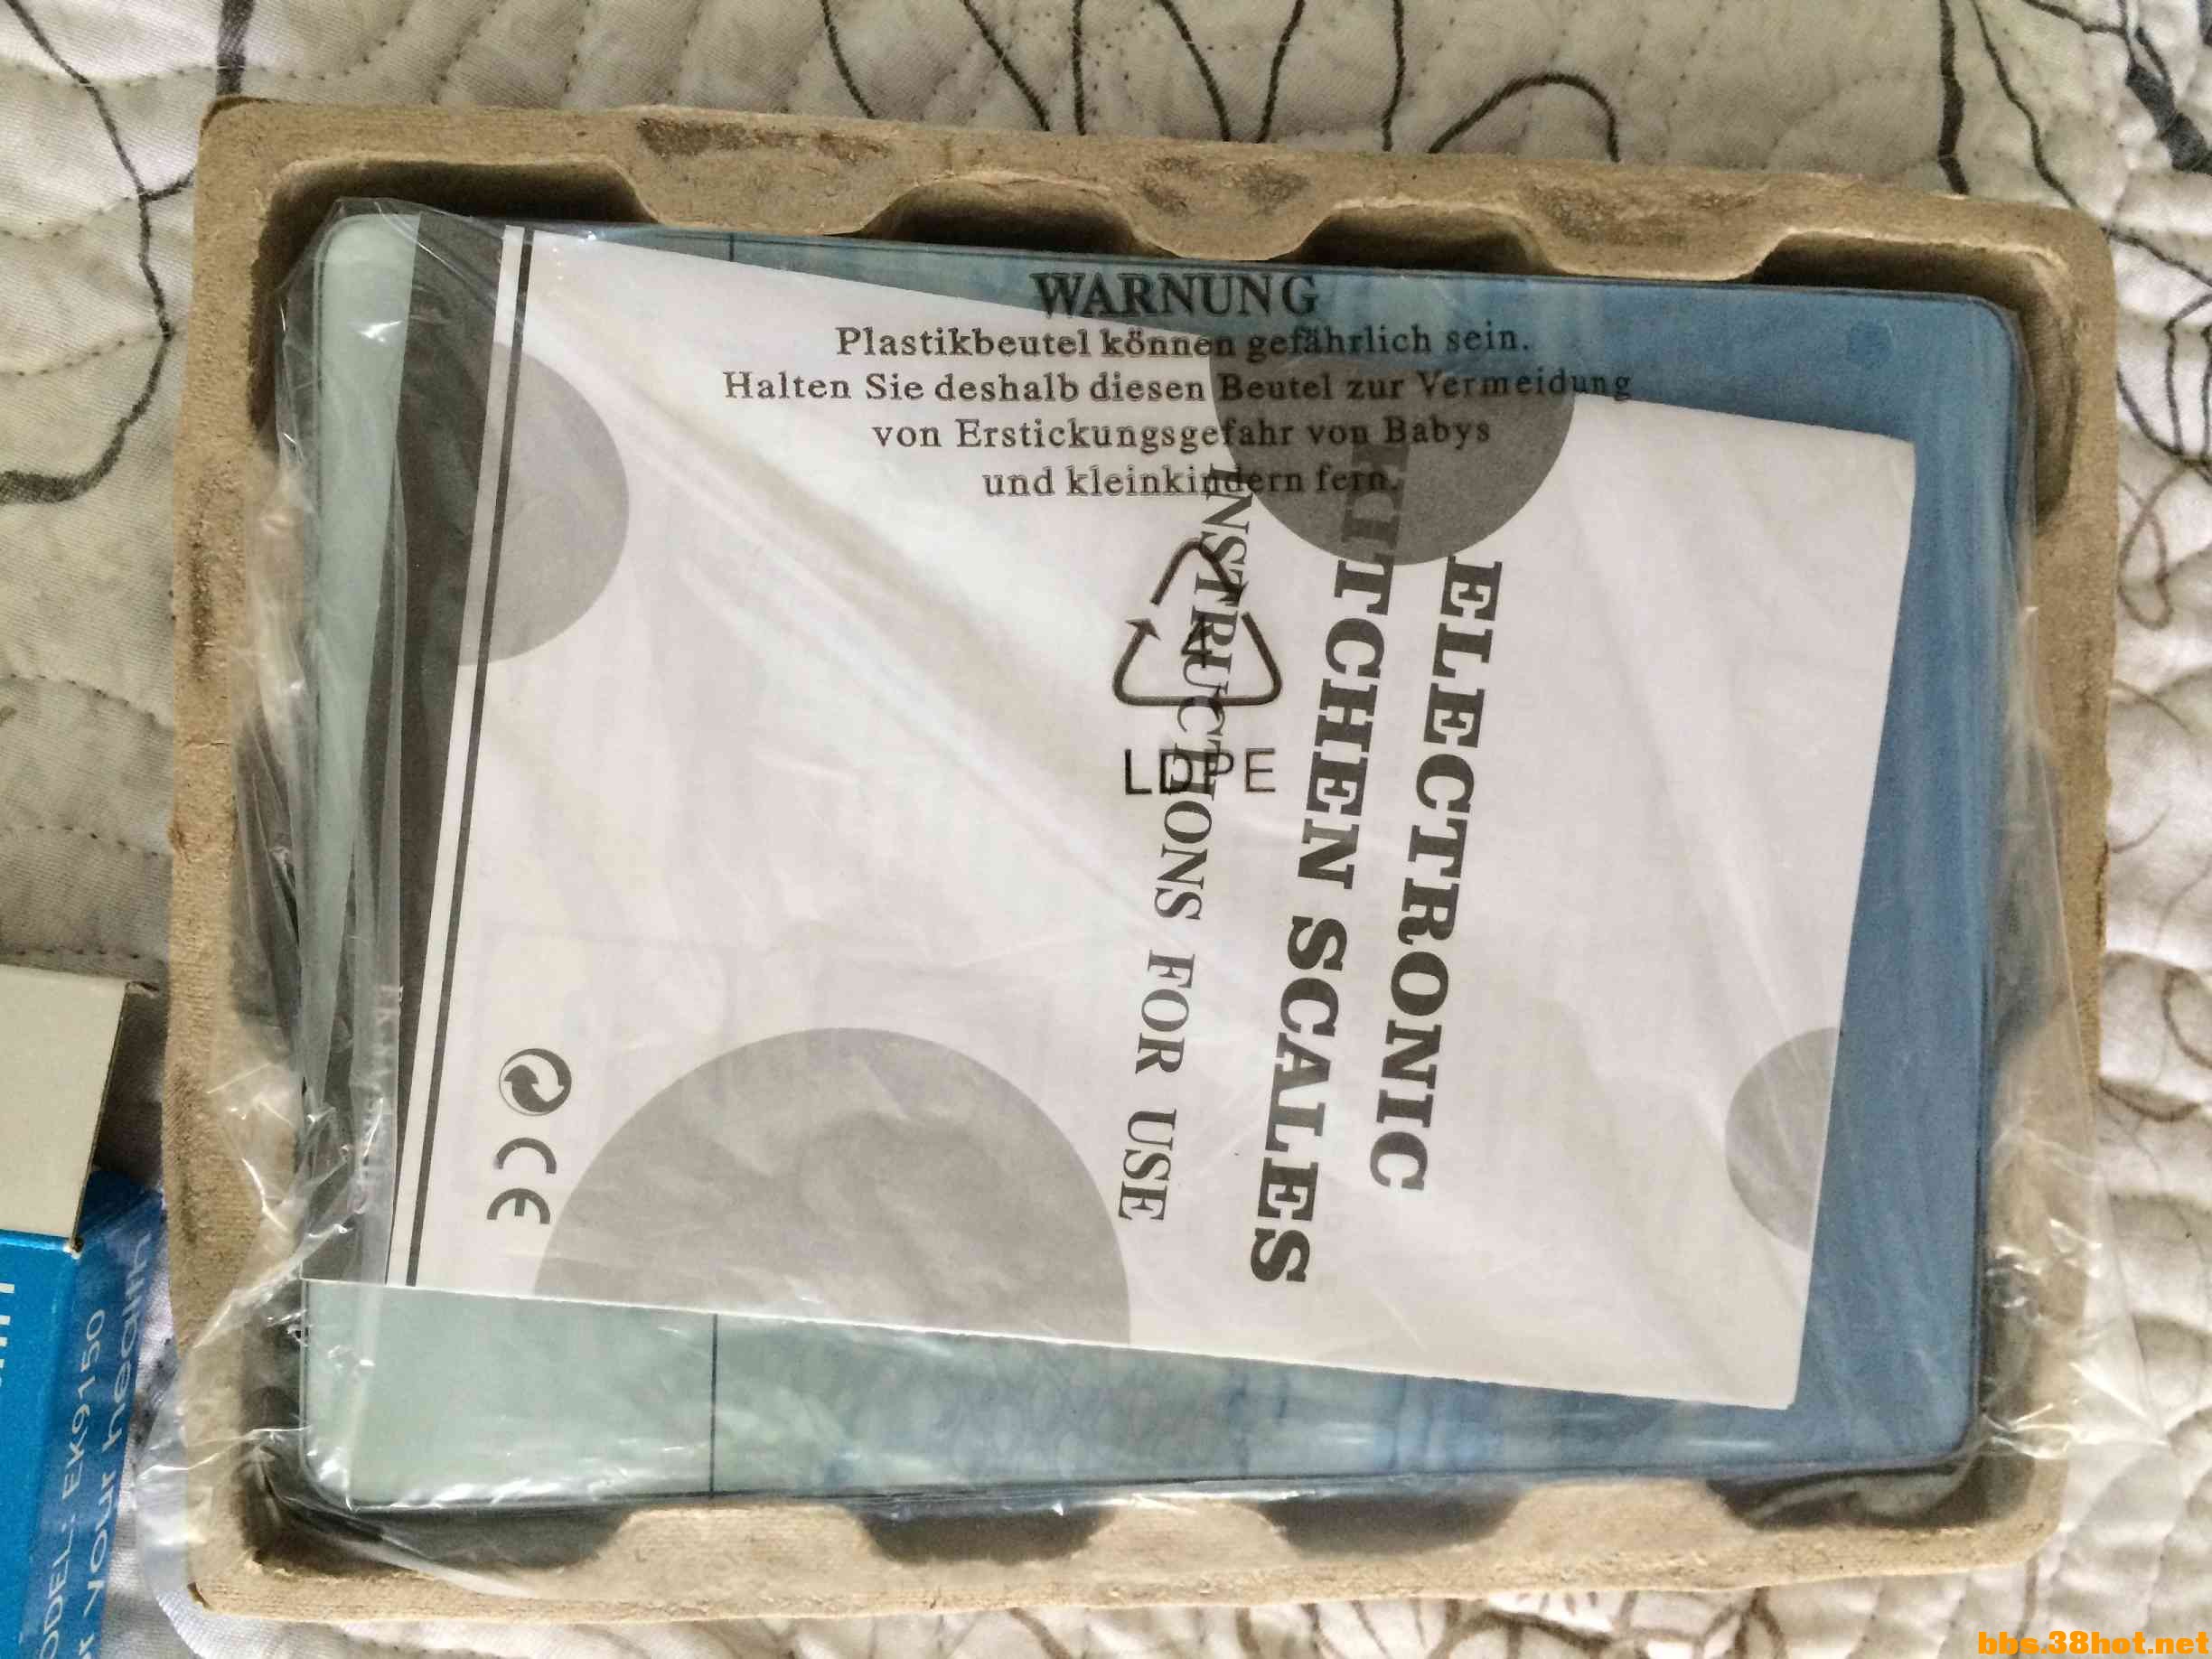 WARNUNG
Plastikbeutel können gefährlich sein.
Halten Sie deshalb diesen Beutel zur Vermeidung
von Erstickungsgefahr von Babys
und kleinkindern fern.
4
LDPE
ELECTRONIC
KITCHEN SCALES
INSTRUCTIONS FOR USE
CE
ODEL: EK9150
r your health
bbs.38hot.net